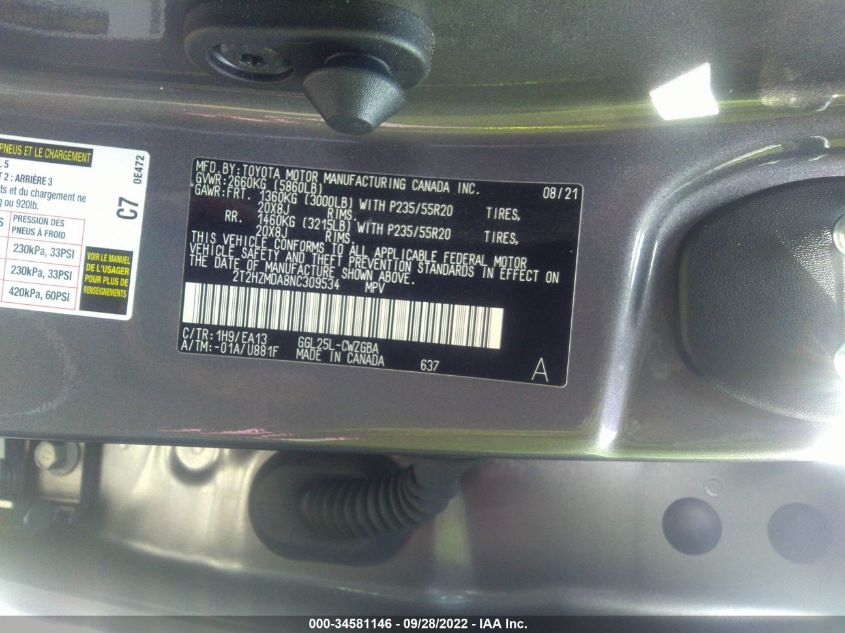 PNEUS ET LE CHARGEMENT
5
2 : ARRIÈRE 3
et du chargement ne
ou 920lb.
PRESSION DES
PNEUS À FROID
230kPa, 33PSI
230kPa, 33PSI
420kPa, 60PSI
VOIR LE MANUEL
DE L'USAGER
POUR PLUS DE
RENSEIGNEMENTS
C7
0E472
MFD.BY:TOYOTA MOTOR MANUFACTURING CANADA INC. 08/21
GVWR:2660KG (5860LB)
GAWR:FRT. 1360KG (3000LB) WITH P235/55R20 TIRES,
20X8J RIMS.
RR. 1460KG (3215LB) WITH P235/55R20 TIRES,
20X8J RIMS.
THIS VEHICLE CONFORMS TO ALL APPLICABLE FEDERAL MOTOR
VEHICLE SAFETY AND THEFT PREVENTION STANDARDS IN EFFECT ON
THE DATE OF MANUFACTURE SHOWN ABOVE.
2T2HZMDA8NC309534 MPV
C/TR:1H9/EA13 GGL25L-CWZGBA
A/TM:-01A/U881F MADE IN CANADA 637 A
000-34581146 - 09/28/2022 - IAA Inc.